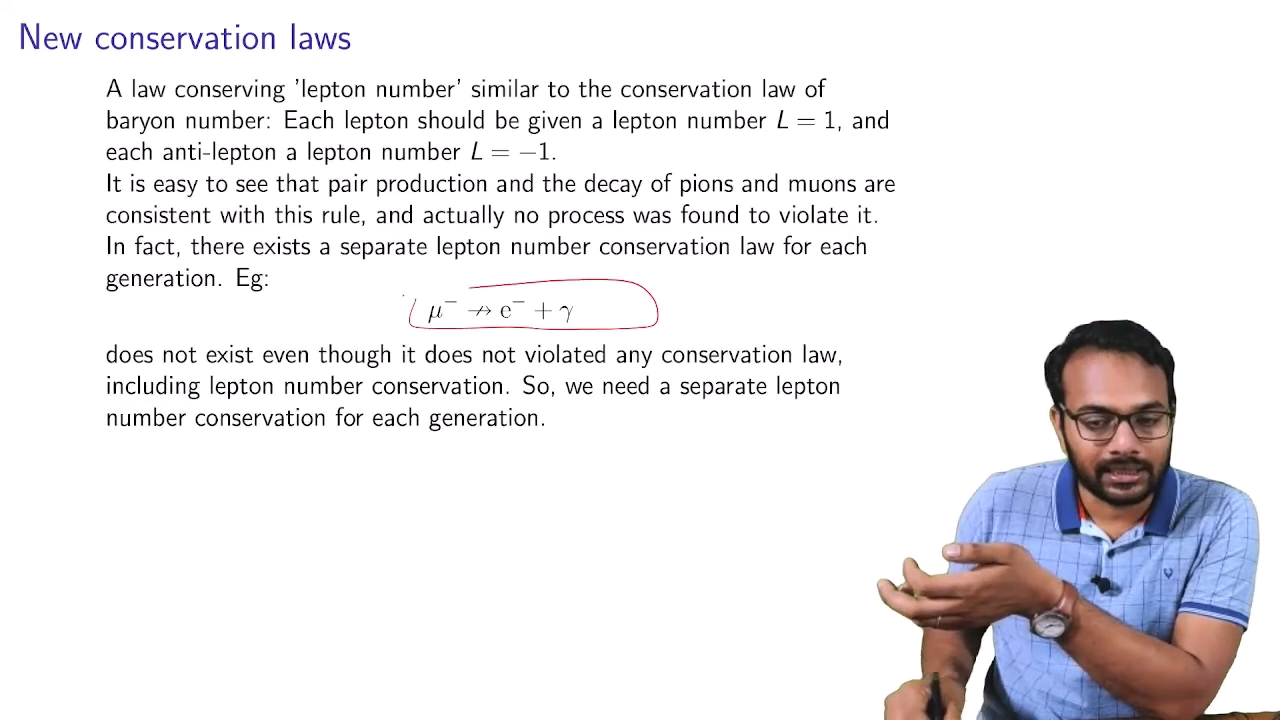 New conservation laws
A law conserving 'lepton number' similar to the conservation law of
baryon number: Each lepton should be given a lepton number L = 1, and
each anti-lepton a lepton number L = −1.
It is easy to see that pair production and the decay of pions and muons are
consistent with this rule, and actually no process was found to violate it.
In fact, there exists a separate lepton number conservation law for each
generation. Eg:
μ⁻ ↛ e⁻ + γ
does not exist even though it does not violated any conservation law,
including lepton number conservation. So, we need a separate lepton
number conservation for each generation.